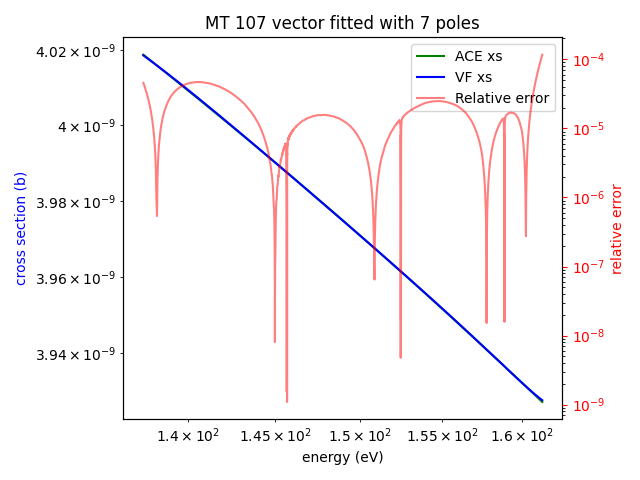 MT 107 vector fitted with 7 poles
ACE xs
VF xs
Relative error
cross section (b)
4.02 × 10⁻⁹
4 × 10⁻⁹
3.98 × 10⁻⁹
3.96 × 10⁻⁹
3.94 × 10⁻⁹
10⁻⁴
10⁻⁵
10⁻⁶
10⁻⁷
10⁻⁸
10⁻⁹
relative error
1.4 × 10² 1.45 × 10² 1.5 × 10² 1.55 × 10² 1.6 × 10²
energy (eV)